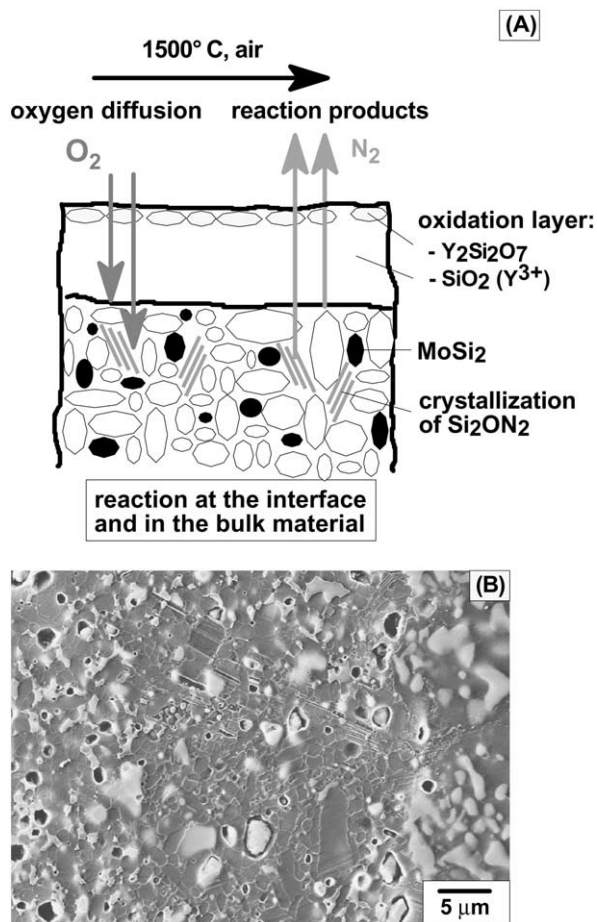 (A)
1500° C, air
oxygen diffusion
reaction products
O₂
N₂
oxidation layer:
- Y₂Si₂O₇
- SiO₂ (Y³⁺)
MoSi₂
crystallization
of Si₂ON₂
reaction at the interface
and in the bulk material
(B)
5 μm